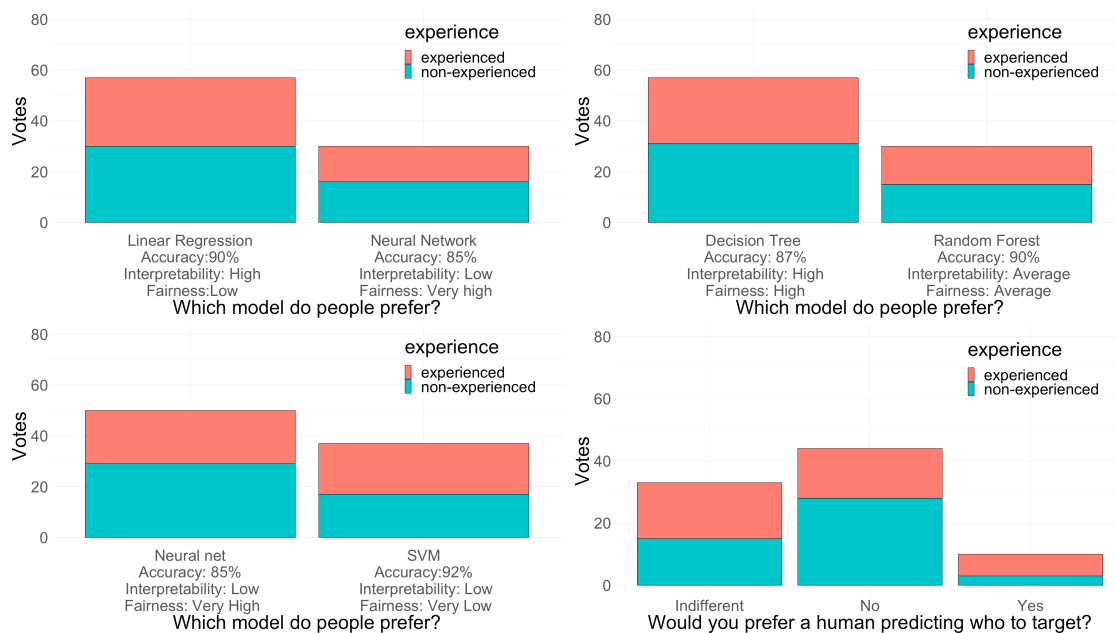 80
60
40
20
0
Votes
experience
experienced
non-experienced
Linear Regression
Accuracy:90%
Interpretability: High
Fairness:Low
Neural Network
Accuracy: 85%
Interpretability: Low
Fairness: Very high
Which model do people prefer?
80
60
40
20
0
Votes
experience
experienced
non-experienced
Decision Tree
Accuracy: 87%
Interpretability: High
Fairness: High
Random Forest
Accuracy: 90%
Interpretability: Average
Fairness: Average
Which model do people prefer?
80
60
40
20
0
Votes
experience
experienced
non-experienced
Neural net
Accuracy: 85%
Interpretability: Low
Fairness: Very High
SVM
Accuracy:92%
Interpretability: Low
Fairness: Very Low
Which model do people prefer?
80
60
40
20
0
Votes
experience
experienced
non-experienced
Indifferent
No
Yes
Would you prefer a human predicting who to target?